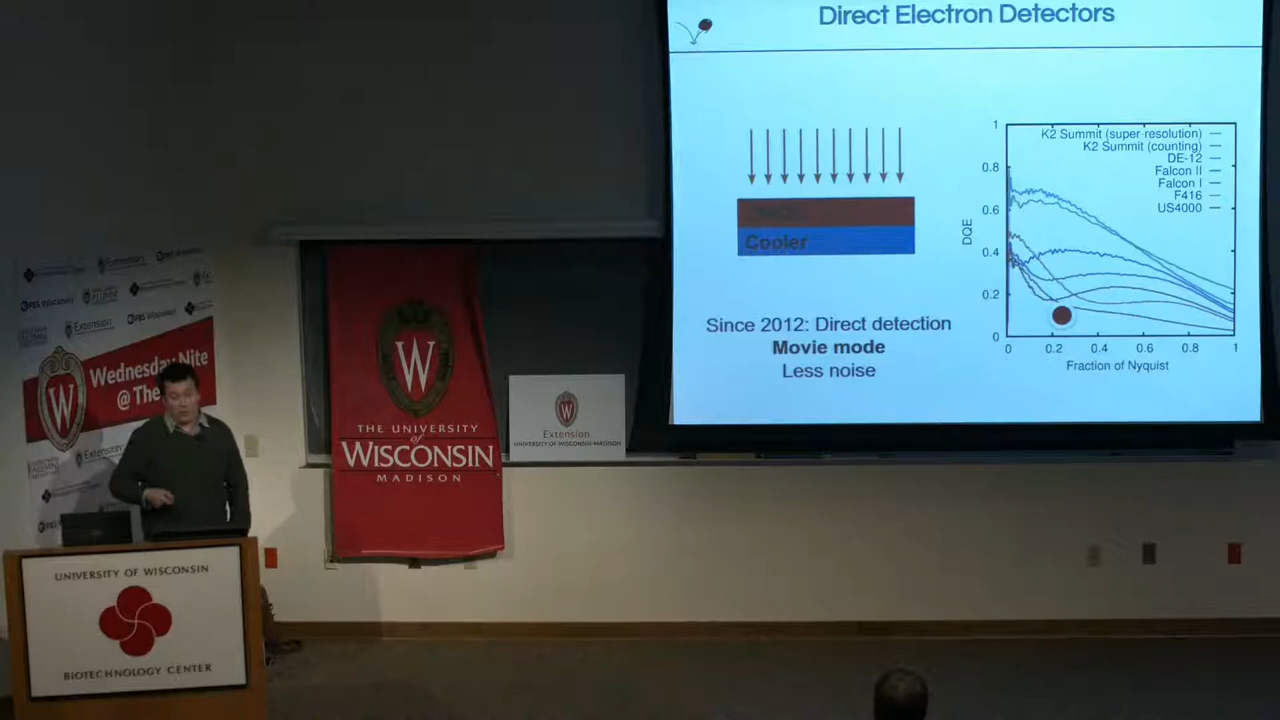 Direct Electron Detectors
Cooler
Since 2012: Direct detection
Movie mode
Less noise
K2 Summit (super-resolution)
K2 Summit (counting)
DE-12
Falcon II
Falcon I
F416
US4000
DQE
1
0.8
0.6
0.4
0.2
0
0 0.2 0.4 0.6 0.8 1
Fraction of Nyquist
Wednesday Nite
@ The
W
PBS Wisconsin
Extension
W
THE UNIVERSITY
of
WISCONSIN
MADISON
Extension
UNIVERSITY OF WISCONSIN-MADISON
UNIVERSITY OF WISCONSIN
BIOTECHNOLOGY CENTER